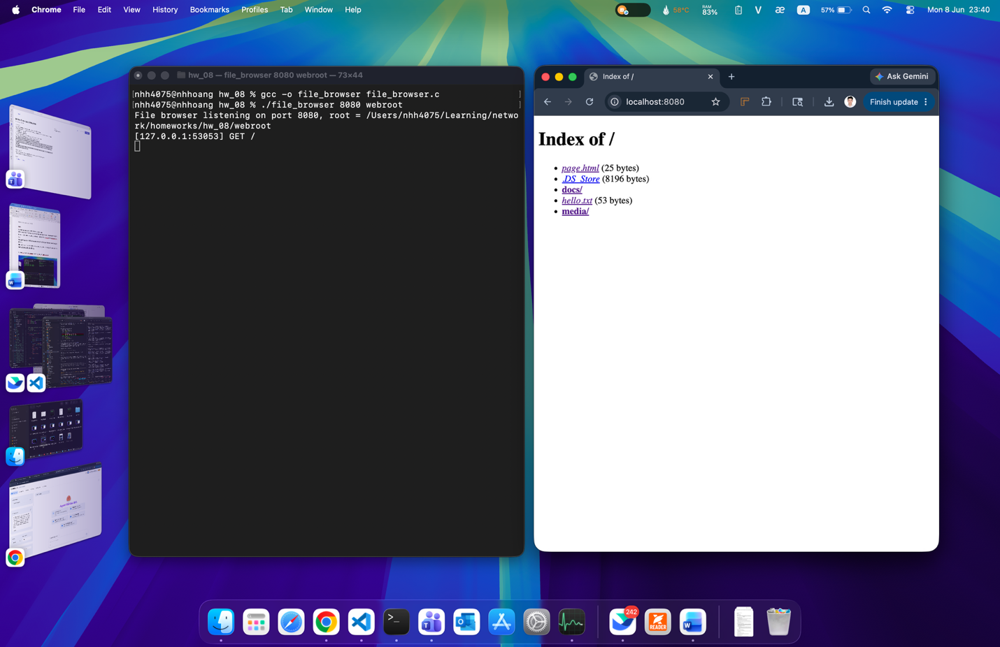 Chrome File Edit View History Bookmarks Profiles Tab Window Help
58°C RAM 83% V æ A 57% Mon 8 Jun 23:40
hw_08 — file_browser 8080 webroot — 73×44
[nhh4075@nhhoang hw_08 % gcc -o file_browser file_browser.c ]
[nhh4075@nhhoang hw_08 % ./file_browser 8080 webroot ]
File browser listening on port 8080, root = /Users/nhh4075/Learning/netwo
rk/homeworks/hw_08/webroot
[127.0.0.1:53053] GET /
Index of /
Ask Gemini
localhost:8080
Finish update
Index of /
page.html (25 bytes)
.DS_Store (8196 bytes)
docs/
hello.txt (53 bytes)
media/
242
READER